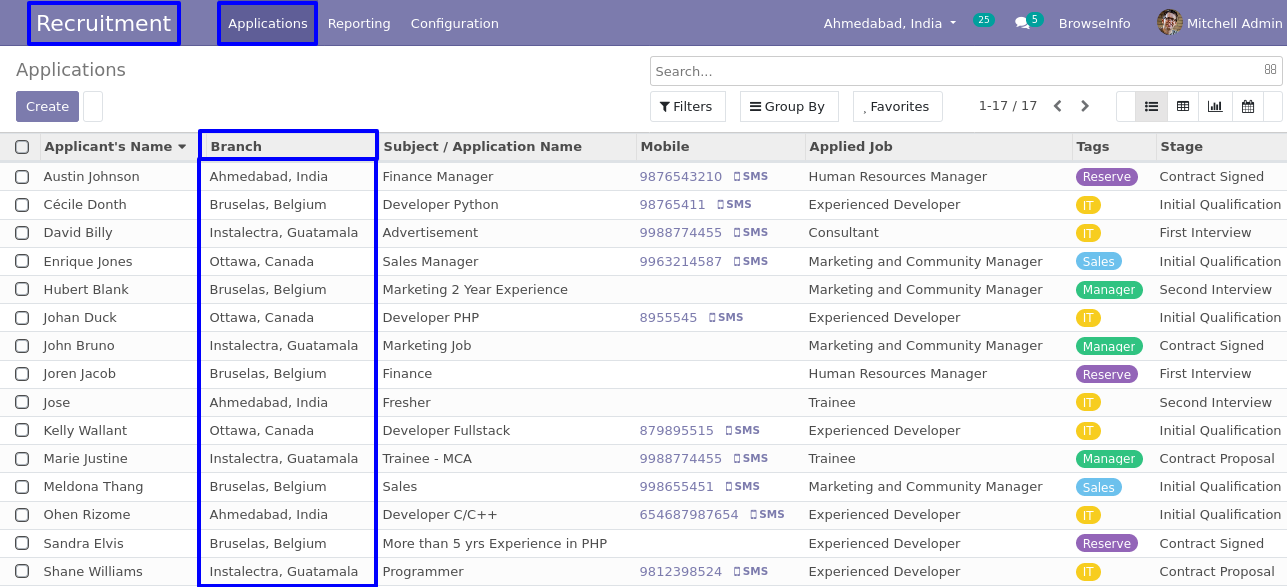 Recruitment Applications Reporting Configuration Ahmedabad, India 25 5 BrowseInfo Mitchell Admin
Applications Search...
Create Filters Group By Favorites 1-17 / 17
Applicant's Name Branch Subject / Application Name Mobile Applied Job Tags Stage
Austin Johnson Ahmedabad, India Finance Manager 9876543210 SMS Human Resources Manager Reserve Contract Signed
Cécile Donth Bruselas, Belgium Developer Python 98765411 SMS Experienced Developer IT Initial Qualification
David Billy Instalectra, Guatamala Advertisement 9988774455 SMS Consultant IT First Interview
Enrique Jones Ottawa, Canada Sales Manager 9963214587 SMS Marketing and Community Manager Sales Initial Qualification
Hubert Blank Bruselas, Belgium Marketing 2 Year Experience Marketing and Community Manager Manager Second Interview
Johan Duck Ottawa, Canada Developer PHP 8955545 SMS Experienced Developer IT Initial Qualification
John Bruno Instalectra, Guatamala Marketing Job Marketing and Community Manager Manager Contract Signed
Joren Jacob Bruselas, Belgium Finance Human Resources Manager Reserve First Interview
Jose Ahmedabad, India Fresher Trainee IT Second Interview
Kelly Wallant Ottawa, Canada Developer Fullstack 879895515 SMS Experienced Developer IT Initial Qualification
Marie Justine Instalectra, Guatamala Trainee - MCA 9988774455 SMS Trainee Manager Contract Proposal
Meldona Thang Bruselas, Belgium Sales 998655451 SMS Marketing and Community Manager Sales Initial Qualification
Ohen Rizome Ahmedabad, India Developer C/C++ 654687987654 SMS Experienced Developer IT Initial Qualification
Sandra Elvis Bruselas, Belgium More than 5 yrs Experience in PHP Experienced Developer Reserve Contract Signed
Shane Williams Instalectra, Guatamala Programmer 9812398524 SMS Experienced Developer IT Contract Proposal